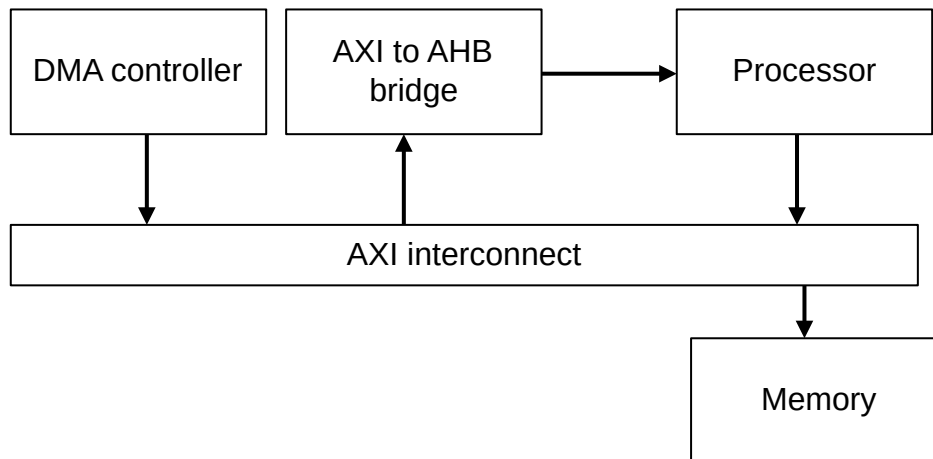 DMA controller
AXI to AHB
bridge
Processor
AXI interconnect
Memory